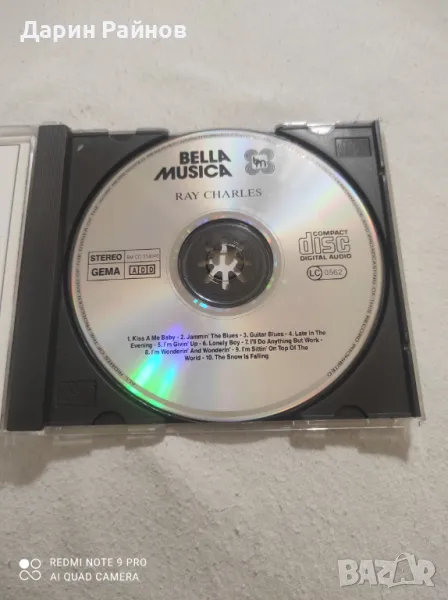 Дарин Райнов
BELLA
MUSICA
bm
RAY CHARLES
STEREO
GEMA
ADD
COMPACT
disc
DIGITAL AUDIO
LC 0562
1. Kiss A Me Baby - 2. Jammin' The Blues - 3. Guitar Blues - 4. Late In The
Evening - 5. I'm Givin' Up - 6. Lonely Boy - 7. I'll Do Anything But Work -
8. I'm Wonderin' And Wonderin' - 9. I'm Sittin' On Top Of The
World - 10. The Snow Is Falling
REDMI NOTE 9 PRO
AI QUAD CAMERA
BAZAR